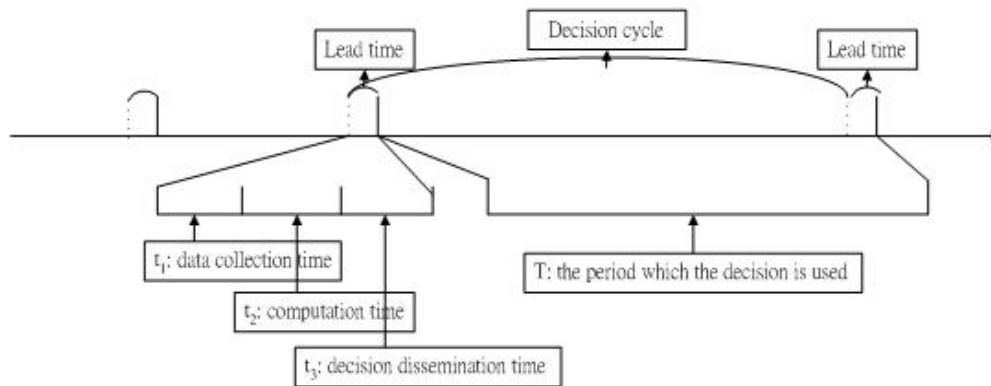 Decision cycle
Lead time
Lead time
t₁: data collection time
T: the period which the decision is used
t₂: computation time
t₃: decision dissemination time